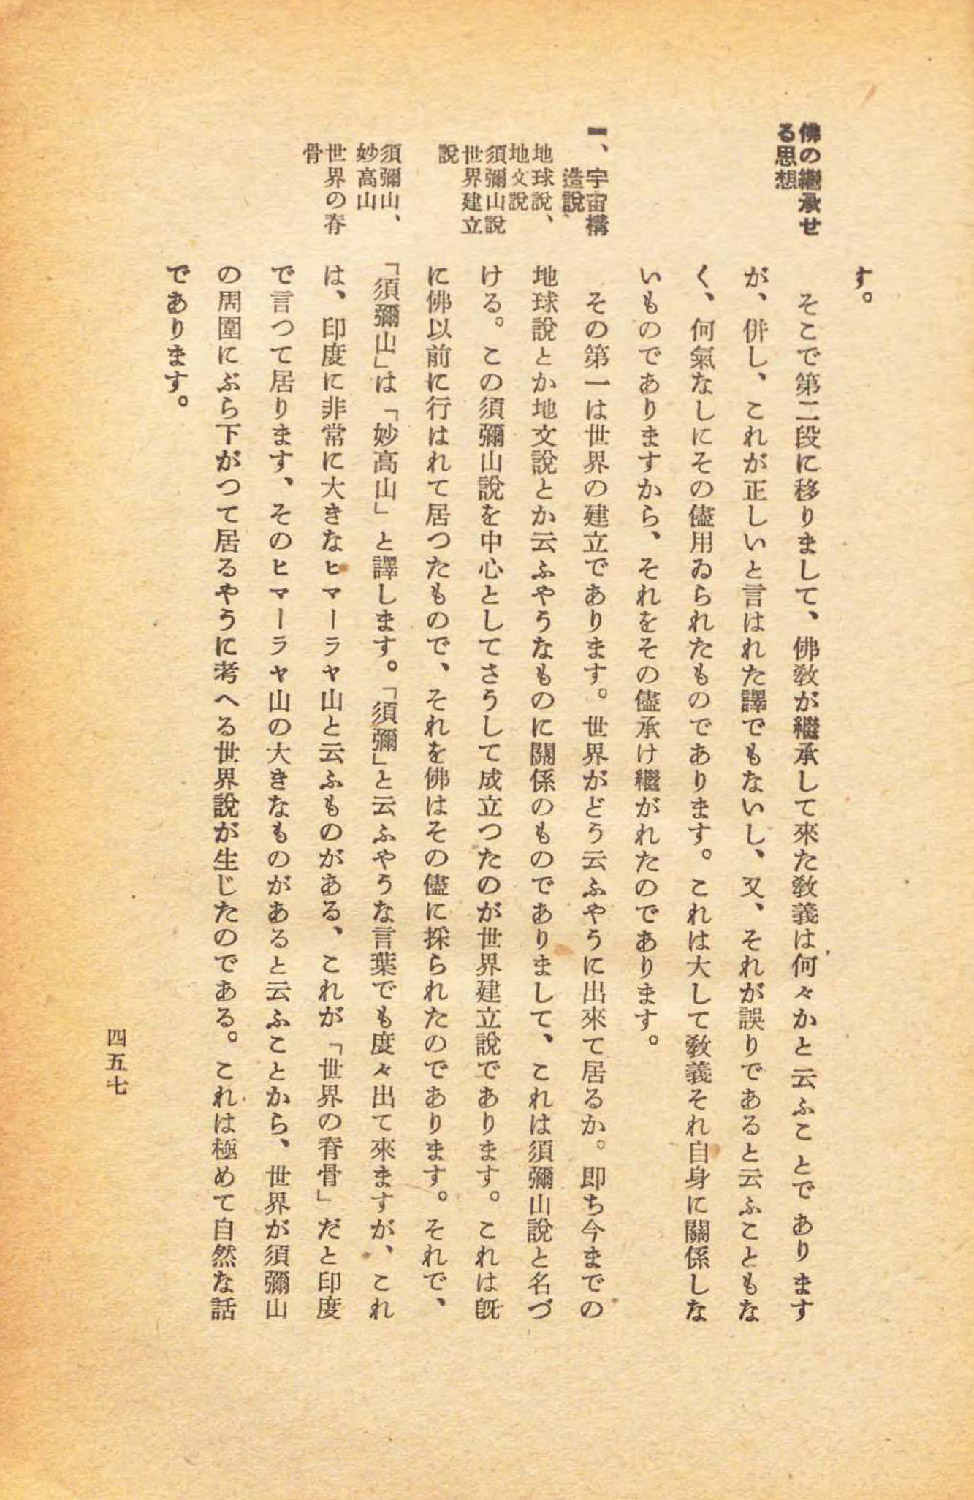 す。
佛の繼承せ
る思想
そこで第二段に移りまして、佛敎が繼承して來た敎義は何々かと云ふことであります
が、併し、これが正しいと言はれた譯でもないし、又、それが誤りであると云ふこともな
く、何氣なしにその儘用ゐられたものであります。これは大して敎義それ自身に關係しな
いものでありますから、それをその儘承け繼がれたのであります。
一、宇宙構
造說
その第一は世界の建立であります。世界がどう云ふやうに出來て居るか。卽ち今までの
地球說、
地文說
地球說とか地文說とか云ふやうなものに關係のものでありまして、これは須彌山說と名づ
須彌山說
世界建立
說
ける。この須彌山說を中心としてさうして成立つたのが世界建立說であります。これは旣
に佛以前に行はれて居つたもので、それを佛はその儘に採られたのであります。それで、
須彌山、
妙高山
「須彌山」は「妙高山」と譯します。「須彌」と云ふやうな言葉でも度々出て來ますが、これ
世界の脊
骨
は、印度に非常に大きなヒマーラヤ山と云ふものがある、これが「世界の脊骨」だと印度
で言つて居ります、そのヒマーラヤ山の大きなものがあると云ふことから、世界が須彌山
の周圍にぶら下がつて居るやうに考へる世界說が生じたのである。これは極めて自然な話
であります。
四五七